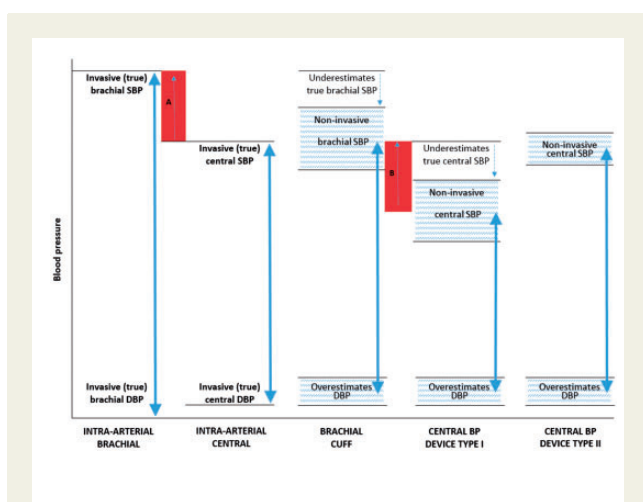 Invasive (true)
brachial SBP
A
Invasive (true)
central SBP
Underestimates
true brachial SBP
Non-invasive
brachial SBP
B
Underestimates
true central SBP
Non-invasive
central SBP
Non-invasive
central SBP
Blood pressure
Invasive (true)
brachial DBP
Invasive (true)
central DBP
Overestimates
DBP
Overestimates
DBP
Overestimates
DBP
INTRA-ARTERIAL
BRACHIAL
INTRA-ARTERIAL
CENTRAL
BRACHIAL
CUFF
CENTRAL BP
DEVICE TYPE I
CENTRAL BP
DEVICE TYPE II